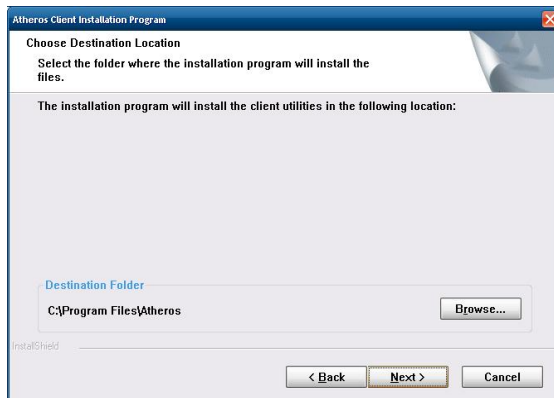 Atheros Client Installation Program
Choose Destination Location
Select the folder where the installation program will install the
files.
The installation program will install the client utilities in the following location:
Destination Folder
C:\Program Files\Atheros
Browse...
InstallShield
< Back
Next >
Cancel